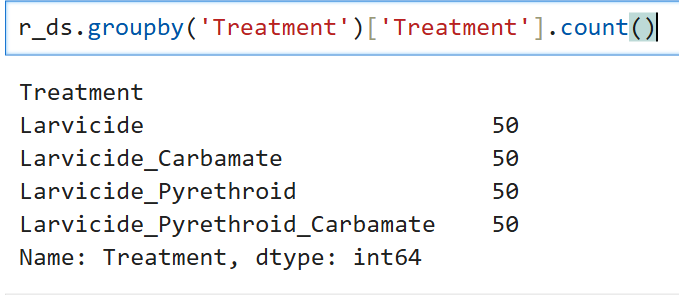 r_ds.groupby('Treatment')['Treatment'].count()
Treatment
Larvicide 50
Larvicide_Carbamate 50
Larvicide_Pyrethroid 50
Larvicide_Pyrethroid_Carbamate 50
Name: Treatment, dtype: int64